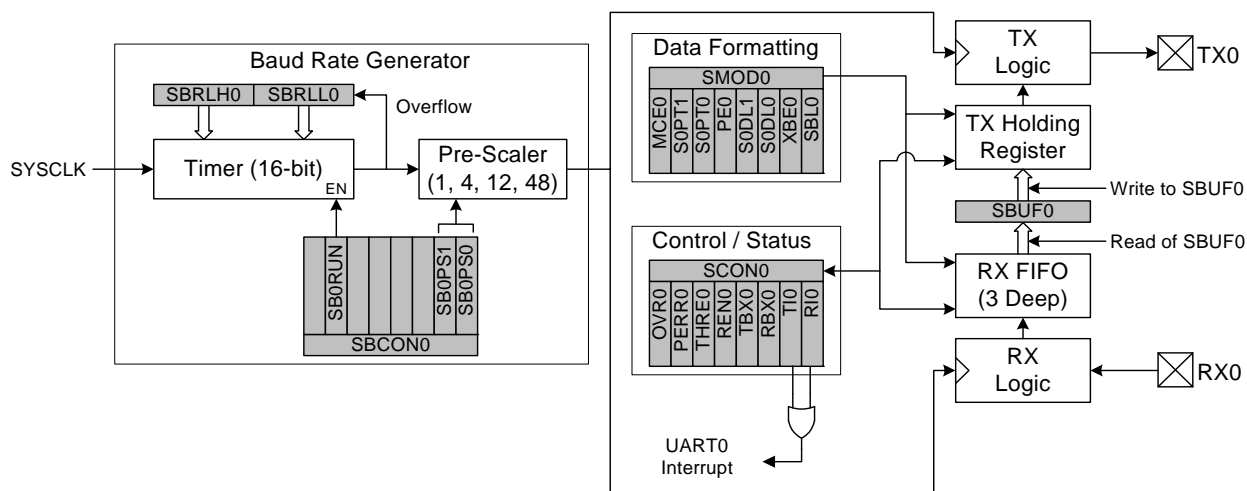 Baud Rate Generator
SBRLH0 SBRLL0
Overflow
SYSCLK
Timer (16-bit)
EN
Pre-Scaler
(1, 4, 12, 48)
SB0RUN
SB0PS1
SB0PS0
SBCON0
Data Formatting
SMOD0
MCE0
S0PT1
S0PT0
PE0
S0DL1
S0DL0
XBE0
SBL0
Control / Status
SCON0
OVR0
PERR0
THRE0
REN0
TBX0
RBX0
TI0
RI0
UART0
Interrupt
TX
Logic
TX0
TX Holding
Register
Write to SBUF0
SBUF0
Read of SBUF0
RX FIFO
(3 Deep)
RX
Logic
RX0